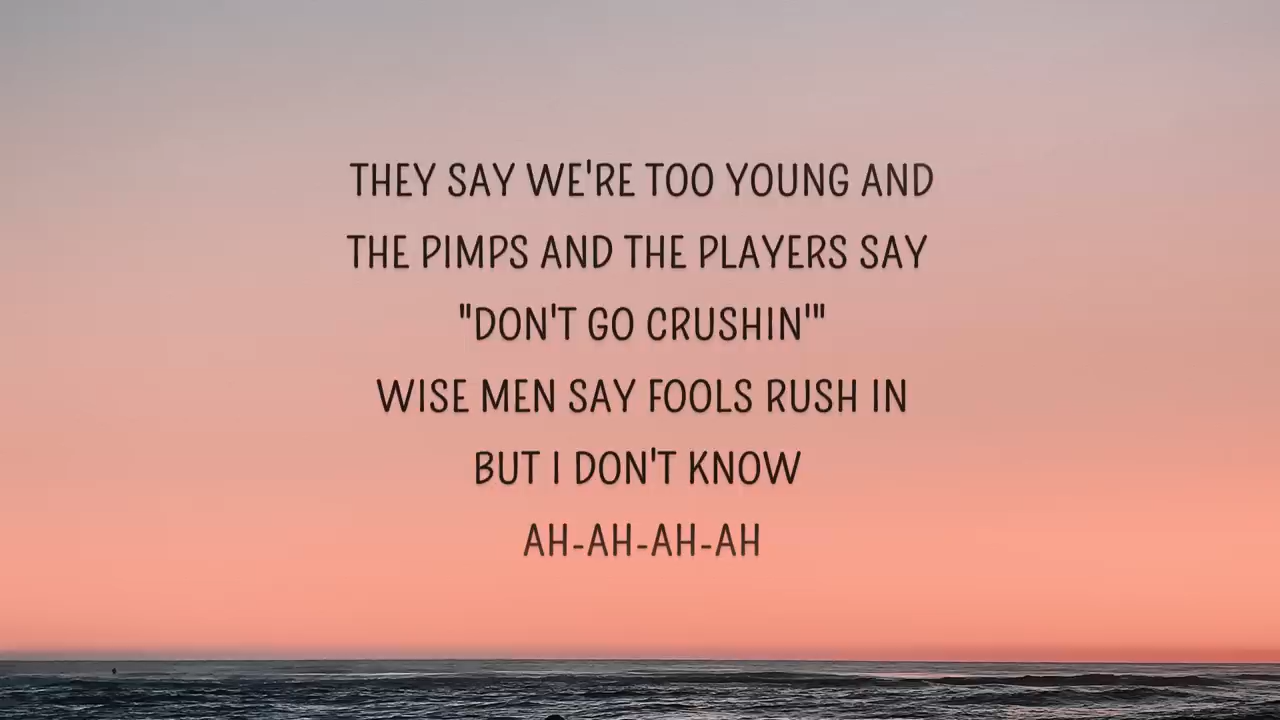 THEY SAY WE'RE TOO YOUNG AND
THE PIMPS AND THE PLAYERS SAY
"DON'T GO CRUSHIN'"
WISE MEN SAY FOOLS RUSH IN
BUT I DON'T KNOW
AH-AH-AH-AH